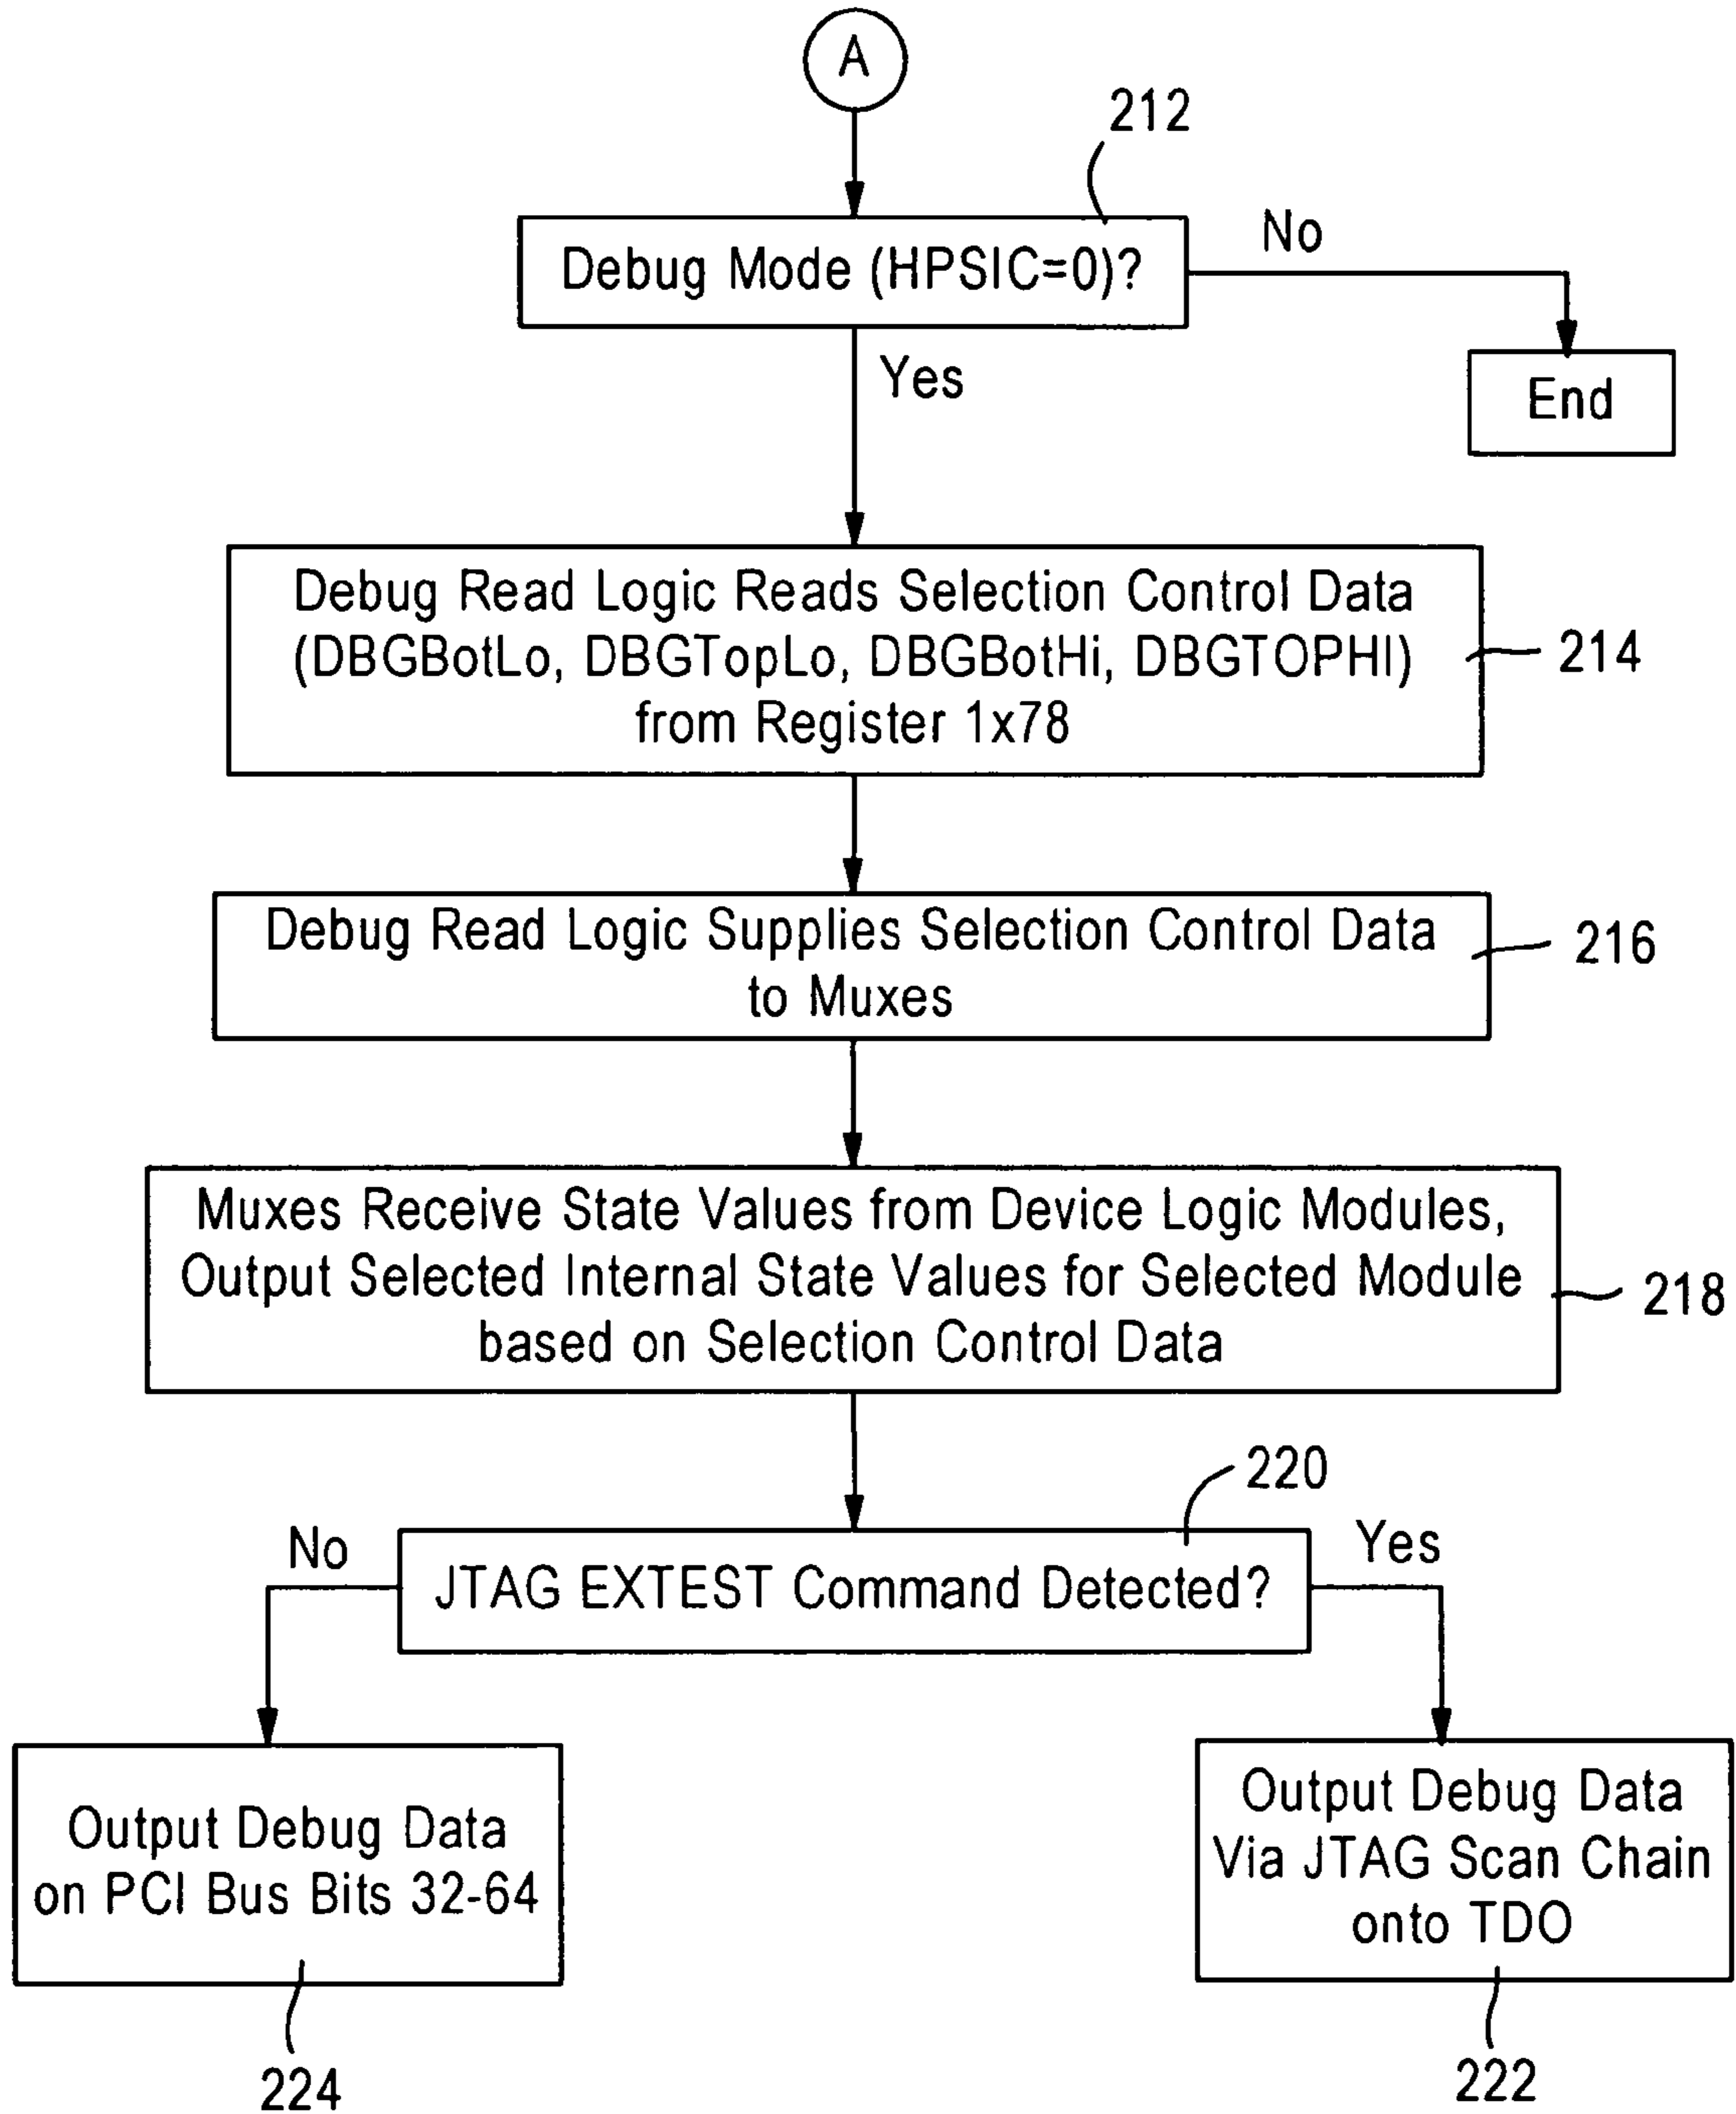 A
212
Debug Mode (HPSIC=0)?
No
Yes
End
Debug Read Logic Reads Selection Control Data
(DBGBotLo, DBGTopLo, DBGBotHi, DBGTOPHI)
from Register 1x78
214
Debug Read Logic Supplies Selection Control Data
to Muxes
216
Muxes Receive State Values from Device Logic Modules,
Output Selected Internal State Values for Selected Module
based on Selection Control Data
218
220
No
JTAG EXTEST Command Detected?
Yes
Output Debug Data
on PCI Bus Bits 32-64
224
Output Debug Data
Via JTAG Scan Chain
onto TDO
222